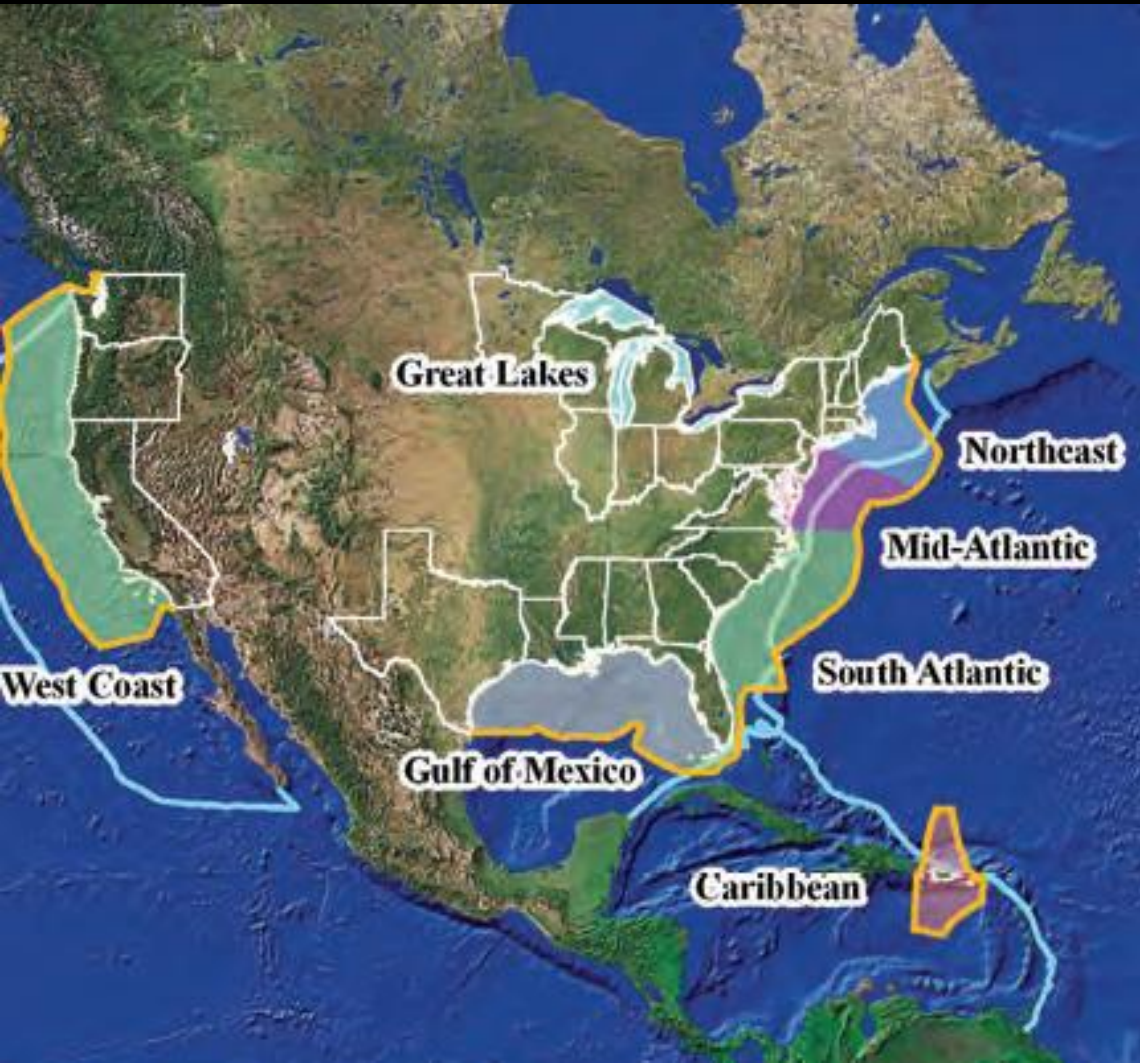 Great Lakes
Northeast
Mid-Atlantic
South Atlantic
West Coast
Gulf of Mexico
Caribbean